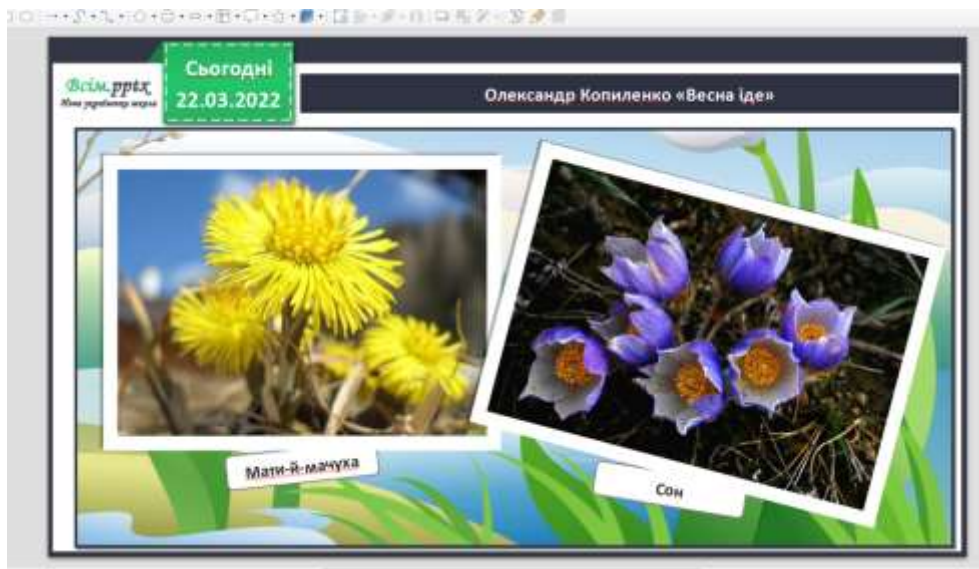 Всім.pptx
Нова українська школа
Сьогодні
22.03.2022
Олександр Копиленко «Весна іде»
Мати-й-мачуха
Сон